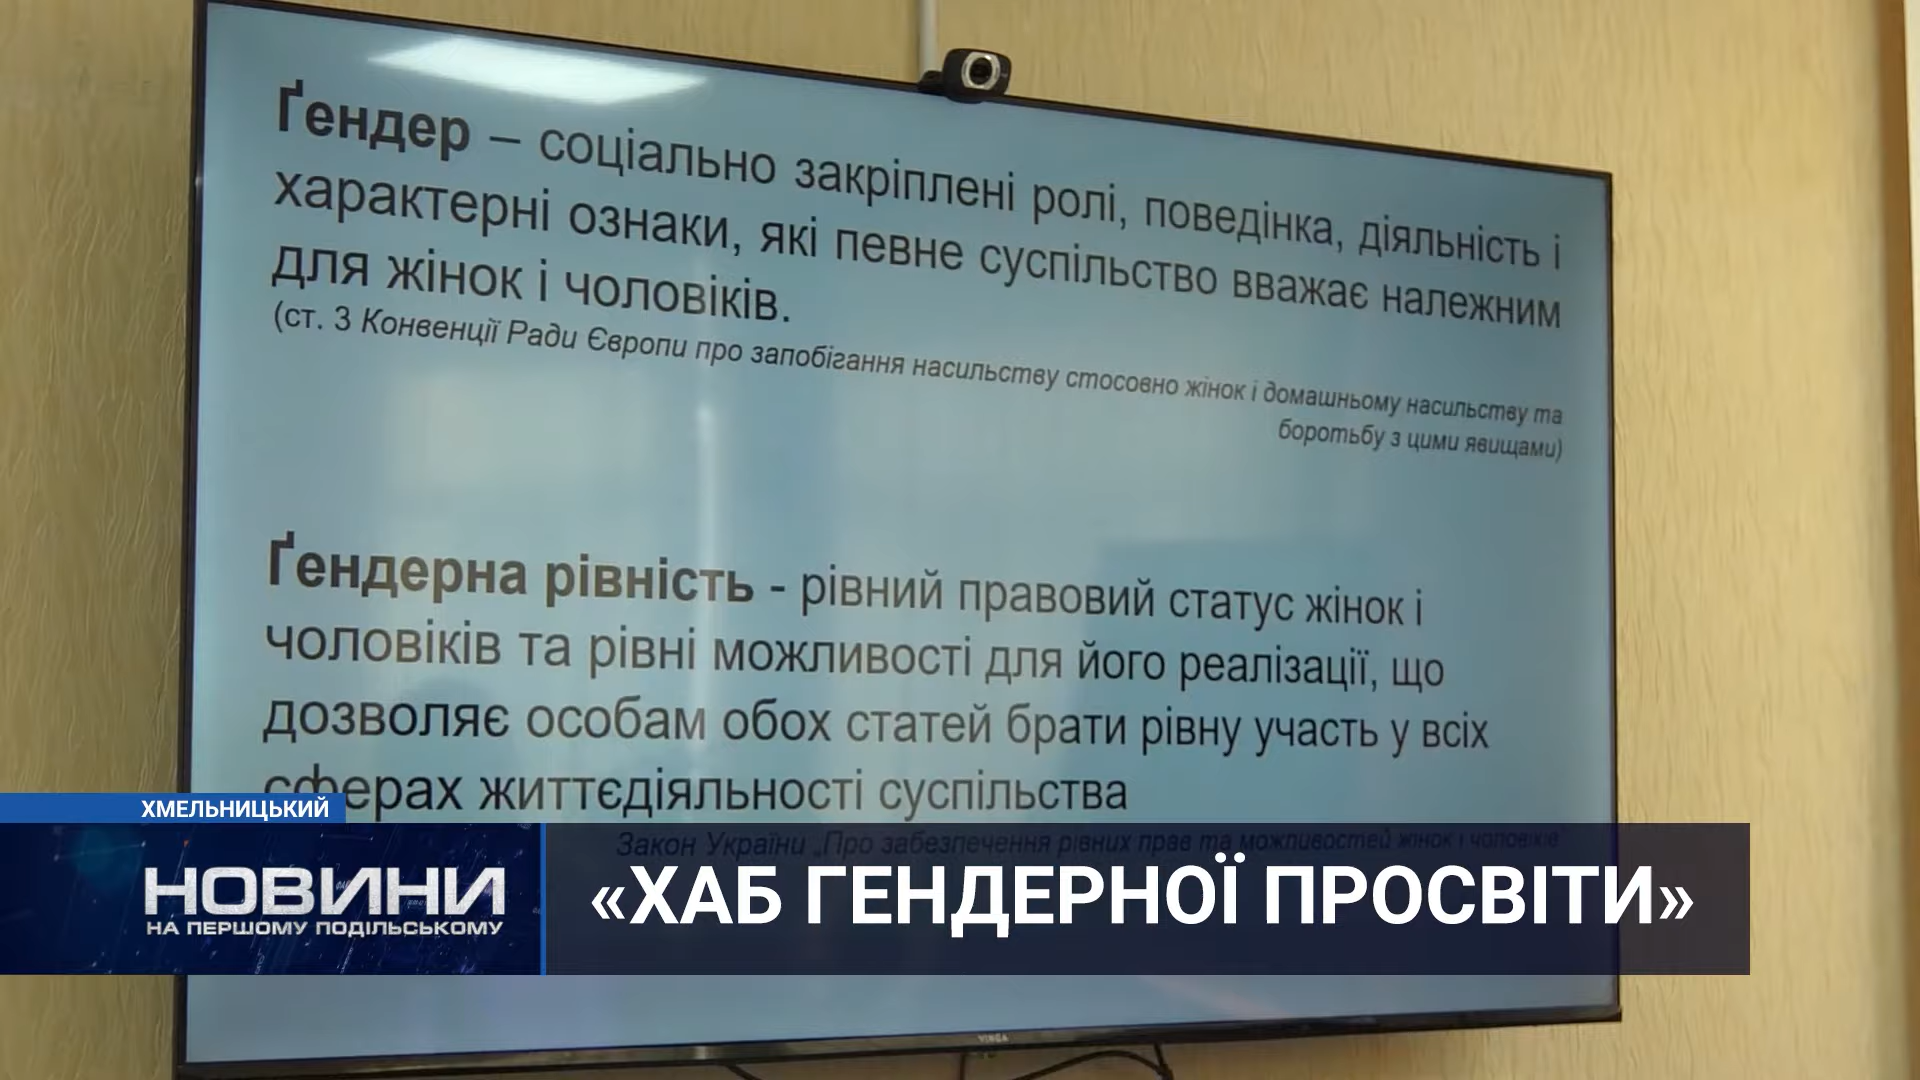 Ґендер – соціально закріплені ролі, поведінка, діяльність і
характерні ознаки, які певне суспільство вважає належним
для жінок і чоловіків.
(ст. 3 Конвенції Ради Європи про запобігання насильству стосовно жінок і домашньому насильству та
боротьбу з цими явищами)
Ґендерна рівність - рівний правовий статус жінок і
чоловіків та рівні можливості для його реалізації, що
дозволяє особам обох статей брати рівну участь у всіх
сферах життєдіяльності суспільства
Закон України „Про забезпечення рівних прав та можливостей жінок і чоловіків
ХМЕЛЬНИЦЬКИЙ
НОВИНИ
НА ПЕРШОМУ ПОДІЛЬСЬКОМУ
«ХАБ ГЕНДЕРНОЇ ПРОСВІТИ»